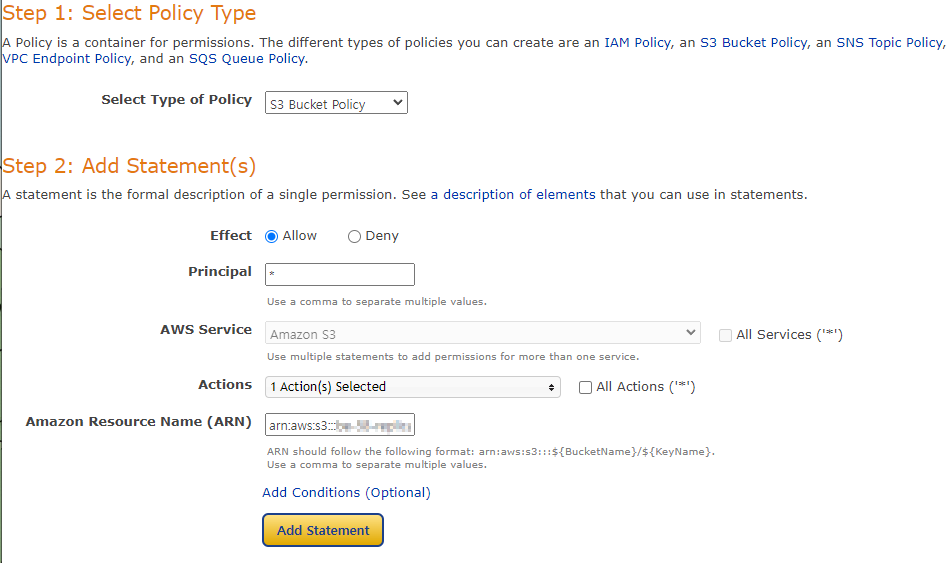 Step 1: Select Policy Type
A Policy is a container for permissions. The different types of policies you can create are an IAM Policy, an S3 Bucket Policy, an SNS Topic Policy,
VPC Endpoint Policy, and an SQS Queue Policy.
Select Type of Policy S3 Bucket Policy
Step 2: Add Statement(s)
A statement is the formal description of a single permission. See a description of elements that you can use in statements.
Effect Allow Deny
Principal *
Use a comma to separate multiple values.
AWS Service Amazon S3 All Services ('*')
Use multiple statements to add permissions for more than one service.
Actions 1 Action(s) Selected All Actions ('*')
Amazon Resource Name (ARN) arn:aws:s3:::
ARN should follow the following format: arn:aws:s3:::${BucketName}/${KeyName}.
Use a comma to separate multiple values.
Add Conditions (Optional)
Add Statement